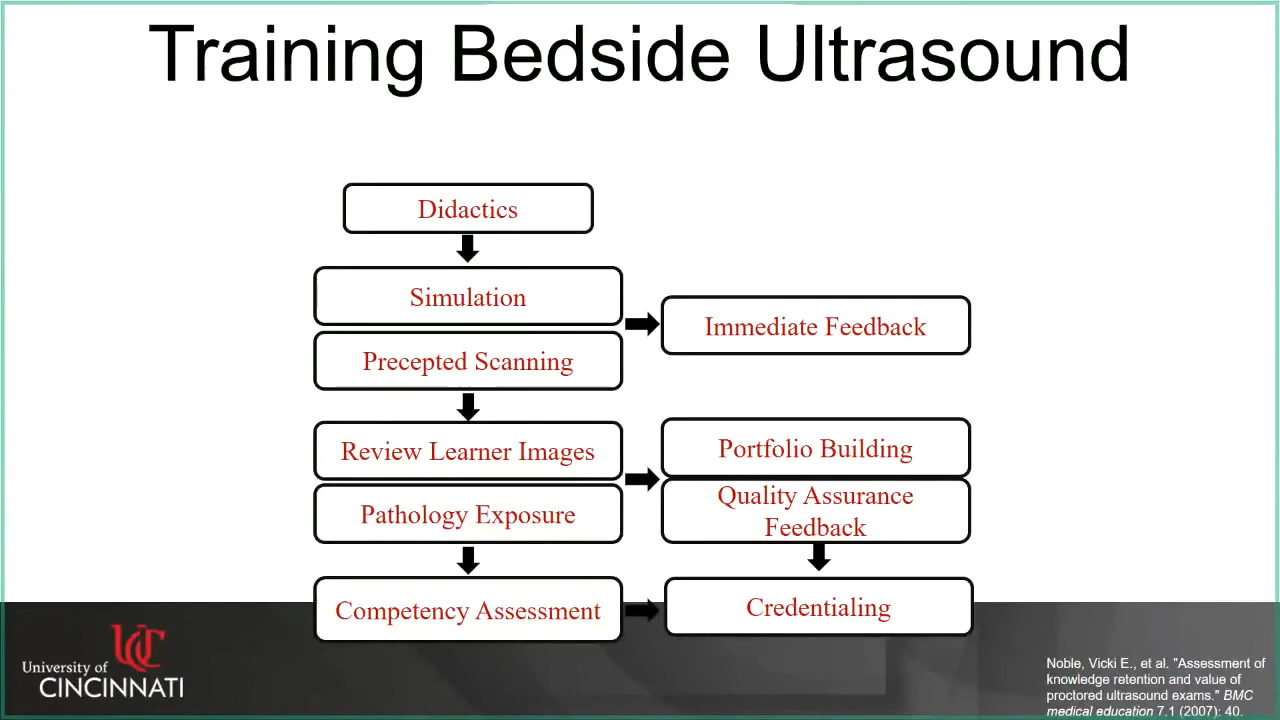 Training Bedside Ultrasound
Didactics
Simulation
Immediate Feedback
Precepted Scanning
Review Learner Images
Portfolio Building
Pathology Exposure
Quality Assurance
Feedback
Competency Assessment
Credentialing
UC
University of
CINCINNATI
Noble, Vicki E., et al. "Assessment of
knowledge retention and value of
proctored ultrasound exams." BMC
medical education 7.1 (2007): 40.